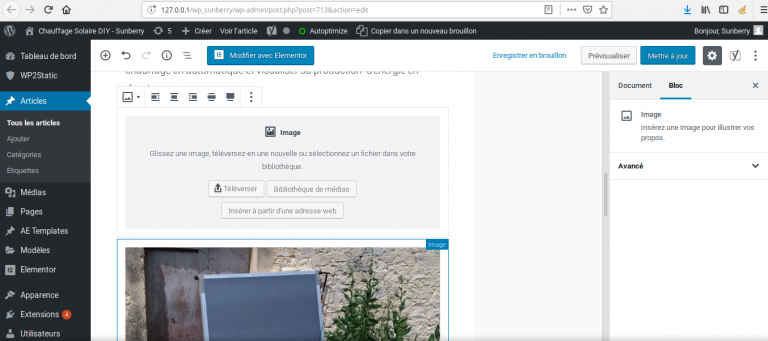 127.0.0.1/wp_sunberry/wp-admin/post.php?post=713&action=edit
Chauffage Solaire DIY - Sunberry
5
Créer
Voir l'article
Autoptimize
Copier dans un nouveau brouillon
Bonjour, Sunberry
Tableau de bord
WP2Static
Articles
Tous les articles
Ajouter
Catégories
Étiquettes
Médias
Pages
AE Templates
Modèles
Elementor
Apparence
Extensions 4
Utilisateurs
Modifier avec Elementor
Enregistrer en brouillon
Prévisualiser
Mettre à jour
chauffage en automatique et visualiser sa production d'énergie en
Image
Glissez une image, téléversez-en une nouvelle ou sélectionnez un fichier dans votre
bibliothèque.
Téléverser
Bibliothèque de médias
Insérer à partir d'une adresse web
Image
Document
Bloc
Image
Insérez une image pour illustrer vos
propos.
Avancé